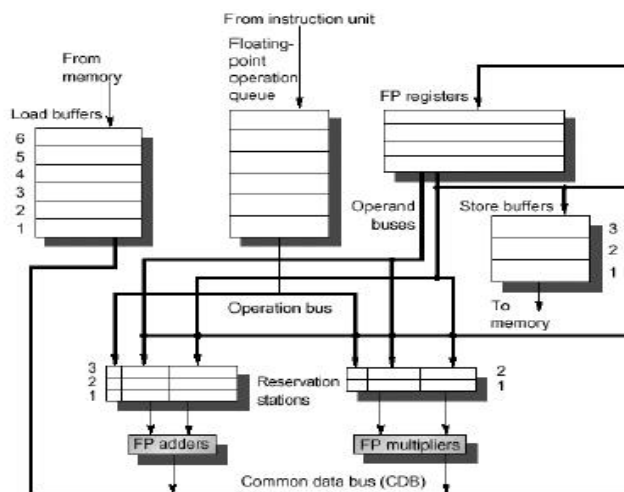 From instruction unit
From
memory
Floating-
point
operation
queue
FP registers
Load buffers
6
5
4
3
2
1
Operand
buses
Store buffers
3
2
1
To
memory
Operation bus
3
2
1
Reservation
stations
2
1
FP adders
FP multipliers
Common data bus (CDB)